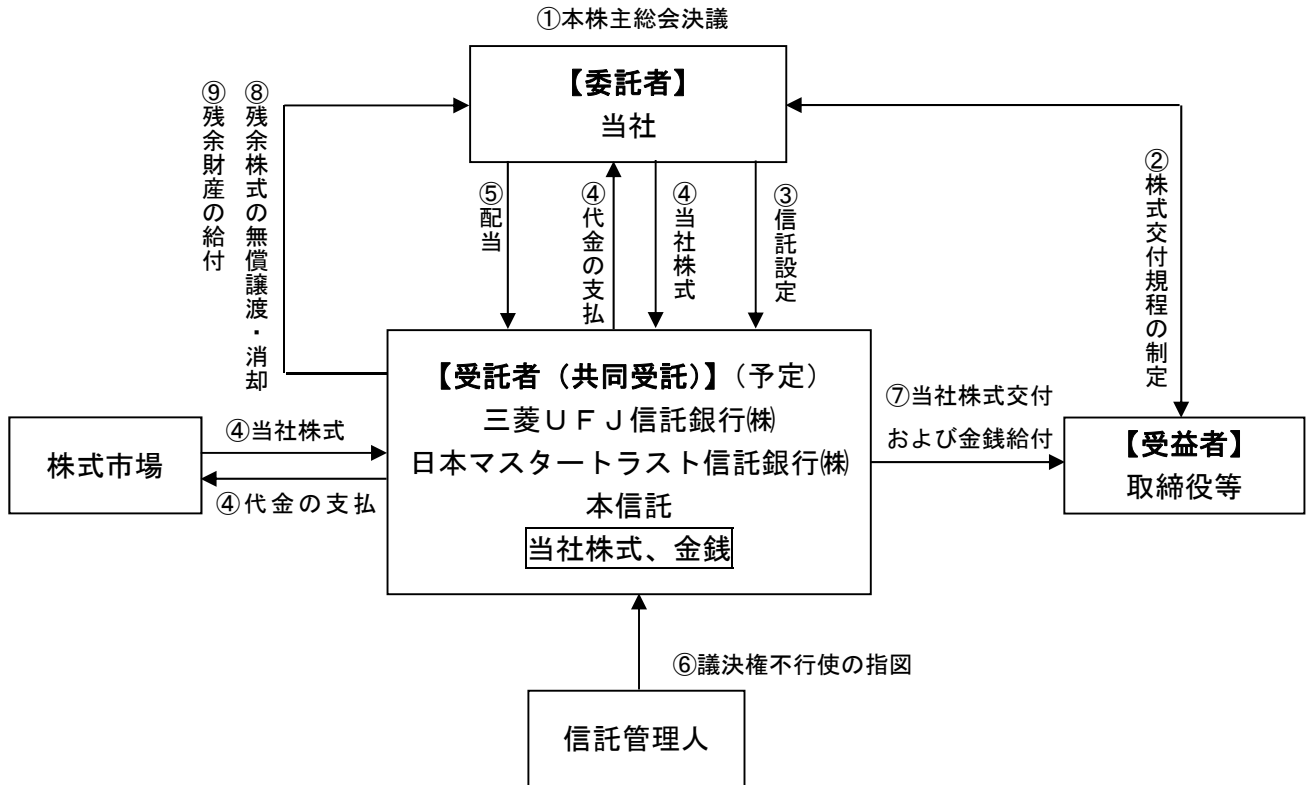 ①本株主総会決議
【委託者】
当社
⑨残余財産の給付
⑧残余株式の無償譲渡・消却
⑤配当
④代金の支払
④当社株式
③信託設定
②株式交付規程の制定
【受託者（共同受託）】（予定）
三菱ＵＦＪ信託銀行㈱
日本マスタートラスト信託銀行㈱
本信託
当社株式、金銭
株式市場
④当社株式
④代金の支払
⑦当社株式交付
および金銭給付
【受益者】
取締役等
⑥議決権不行使の指図
信託管理人